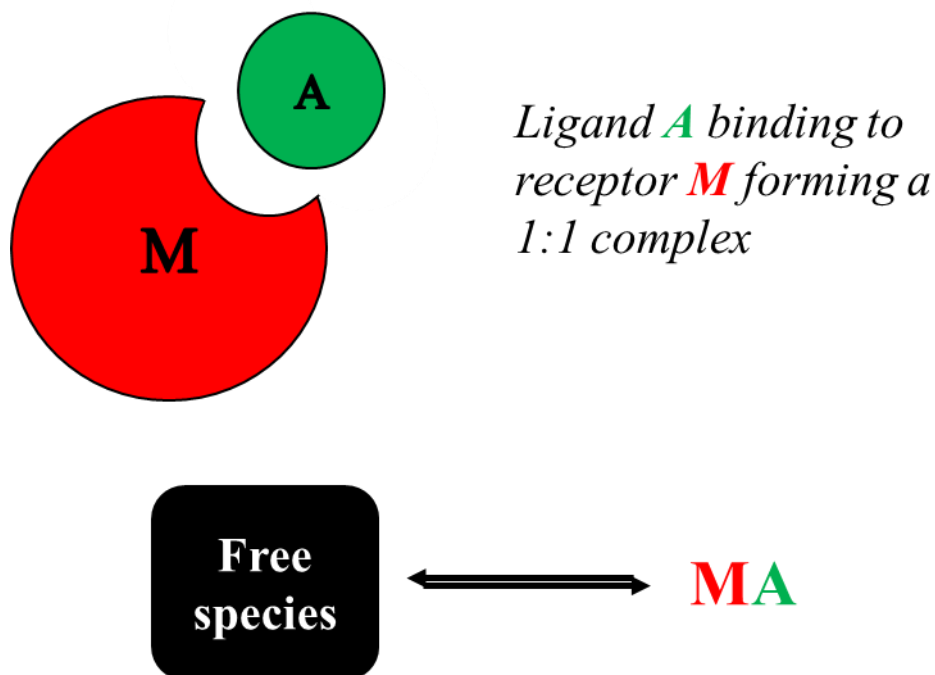 A
M
Ligand A binding to
receptor M forming a
1:1 complex
Free
species
MA